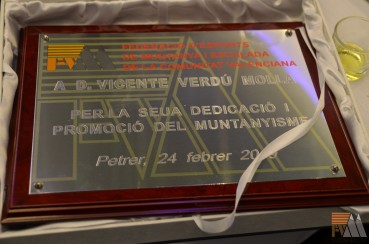 FEDERACIÓ D'ESPORTS
DE MUNTANYA I ESCALADA
DE LA COMUNITAT VALENCIANA
A D. VICENTE VERDÚ MOLLÁ
PER LA SEUA DEDICACIÓ I
PROMOCIÓ DEL MUNTANYISME
Petrer, 24 febrer